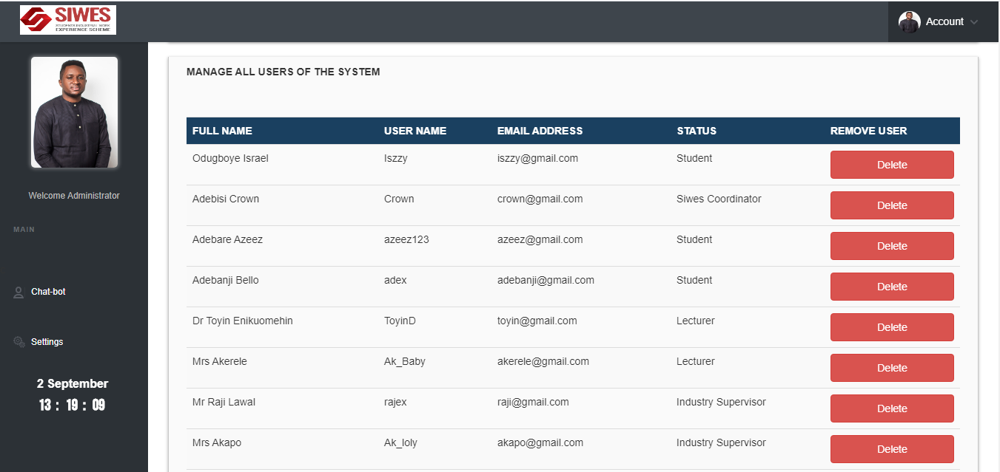 SIWES
STUDENTS INDUSTRIAL WORK
EXPERIENCE SCHEME
Account
Welcome Administrator
MAIN
Chat-bot
Settings
2 September
13 : 19 : 09
MANAGE ALL USERS OF THE SYSTEM
FULL NAME USER NAME EMAIL ADDRESS STATUS REMOVE USER
Odugboye Israel Iszzy iszzy@gmail.com Student Delete
Adebisi Crown Crown crown@gmail.com Siwes Coordinator Delete
Adebare Azeez azeez123 azeez@gmail.com Student Delete
Adebanji Bello adex adebanji@gmail.com Student Delete
Dr Toyin Enikuomehin ToyinD toyin@gmail.com Lecturer Delete
Mrs Akerele Ak_Baby akerele@gmail.com Lecturer Delete
Mr Raji Lawal rajex raji@gmail.com Industry Supervisor Delete
Mrs Akapo Ak_loly akapo@gmail.com Industry Supervisor Delete